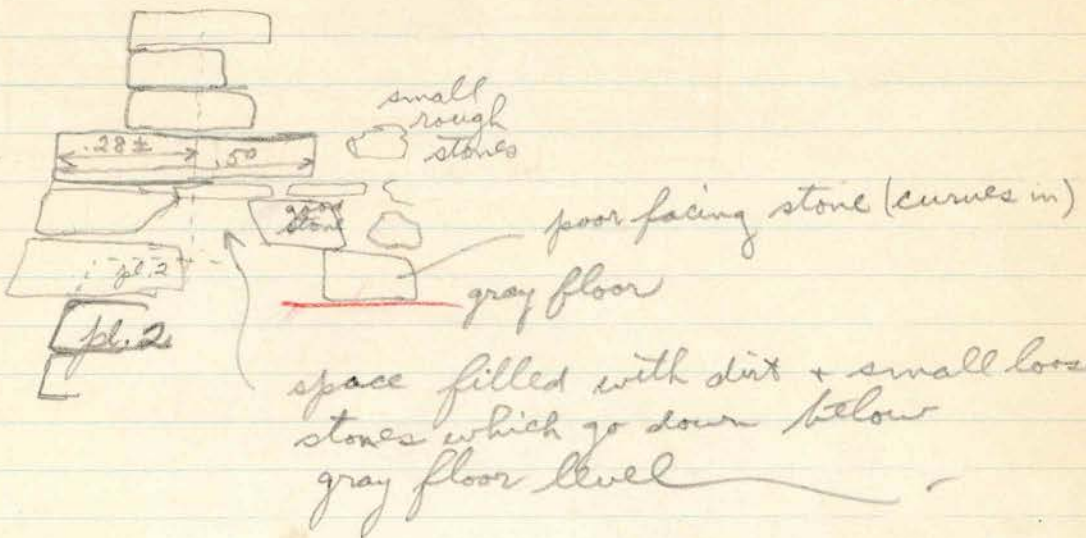 small
rough
stones
.28 ± .50
good
stone
poor facing stone (curves in)
pl. 2
gray floor
pl. 2
space filled with dirt + small loos
stones which go down below
gray floor level